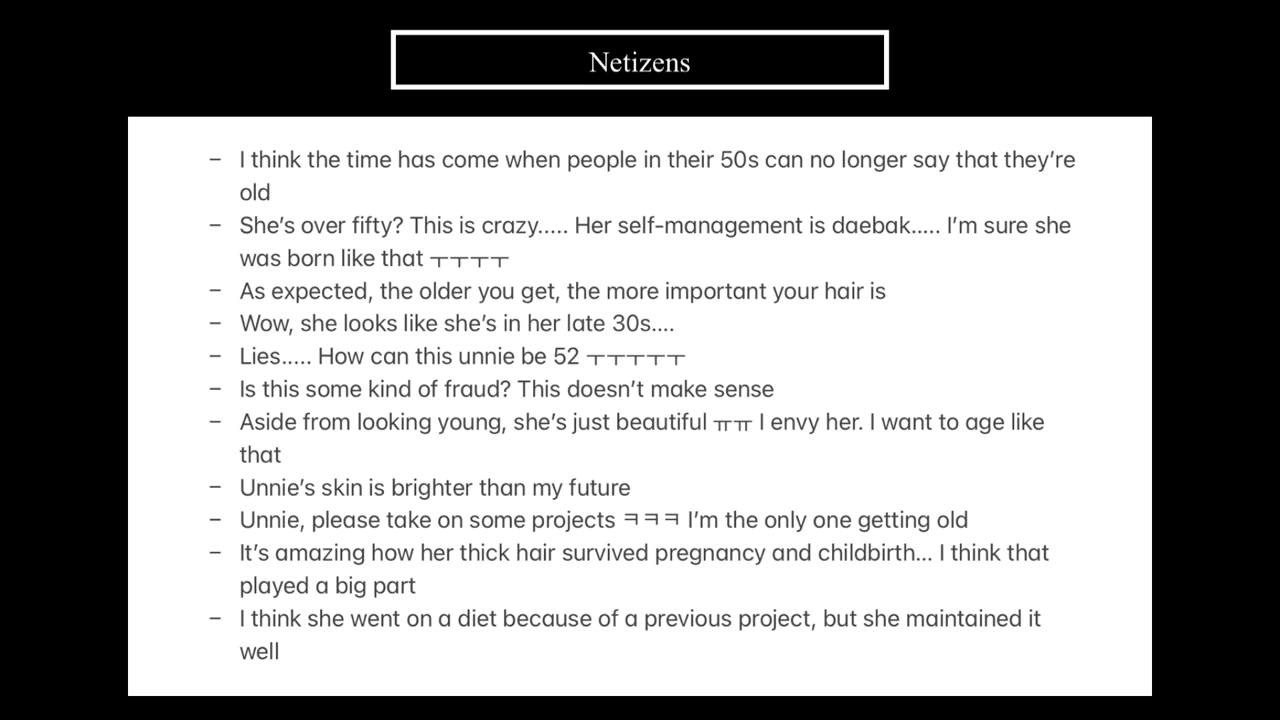 Netizens
– I think the time has come when people in their 50s can no longer say that they’re
old
– She’s over fifty? This is crazy..... Her self-management is daebak..... I’m sure she
was born like that ㅜㅜㅜㅜ
– As expected, the older you get, the more important your hair is
– Wow, she looks like she’s in her late 30s....
– Lies..... How can this unnie be 52 ㅜㅜㅜㅜㅜ
– Is this some kind of fraud? This doesn’t make sense
– Aside from looking young, she’s just beautiful ㅠㅠ I envy her. I want to age like
that
– Unnie’s skin is brighter than my future
– Unnie, please take on some projects ㅋㅋㅋ I’m the only one getting old
– It’s amazing how her thick hair survived pregnancy and childbirth... I think that
played a big part
– I think she went on a diet because of a previous project, but she maintained it
well